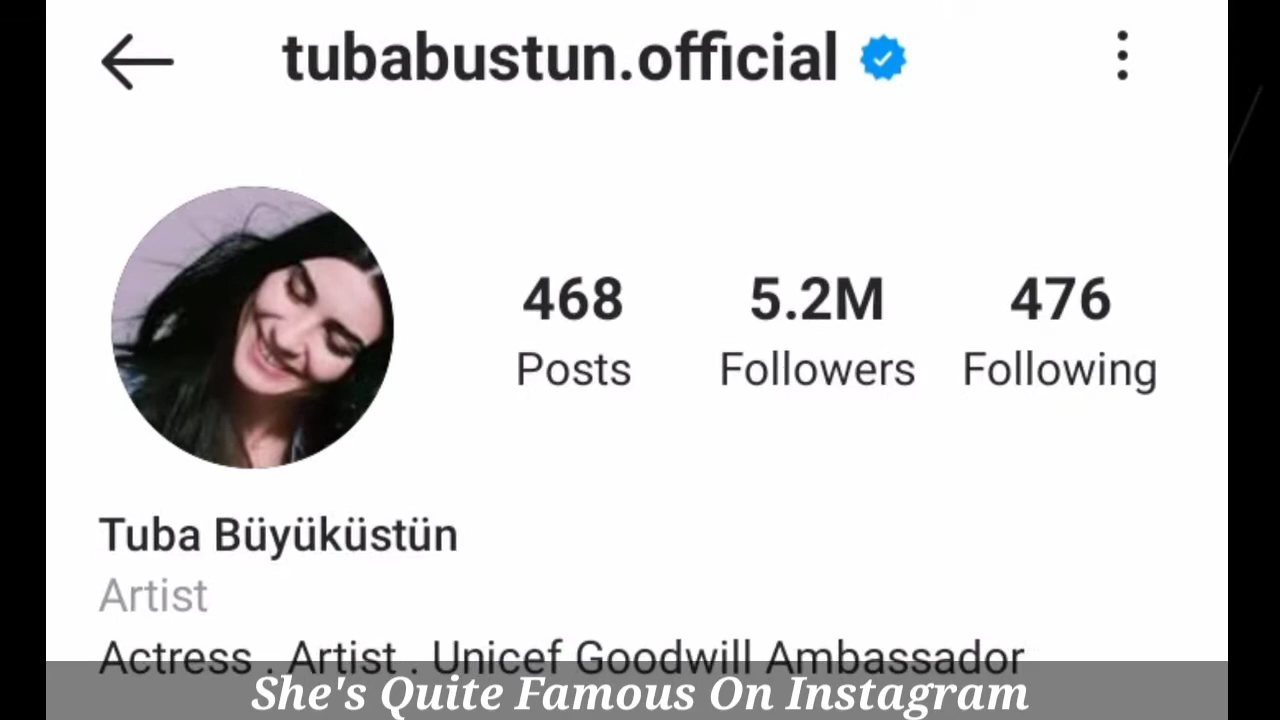 tubabustun.official
468 5.2M 476
Posts Followers Following
Tuba Büyüküstün
Artist
Actress . Artist . Unicef Goodwill Ambassador
She's Quite Famous On Instagram